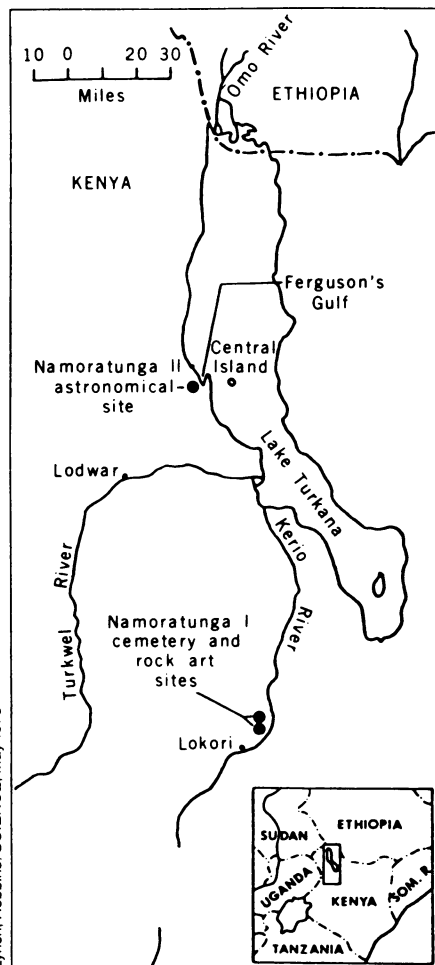 10 0 20 30
Miles
Omo River
ETHIOPIA
KENYA
Ferguson's
Gulf
Namoratunga II
astronomical
site
Central
Island
Lake Turkana
Lodwar
Kerio
River
Turkwel River
Namoratunga I
cemetery and
rock art
sites
Lokori
SUDAN
ETHIOPIA
UGANDA
KENYA
SOM. R.
TANZANIA